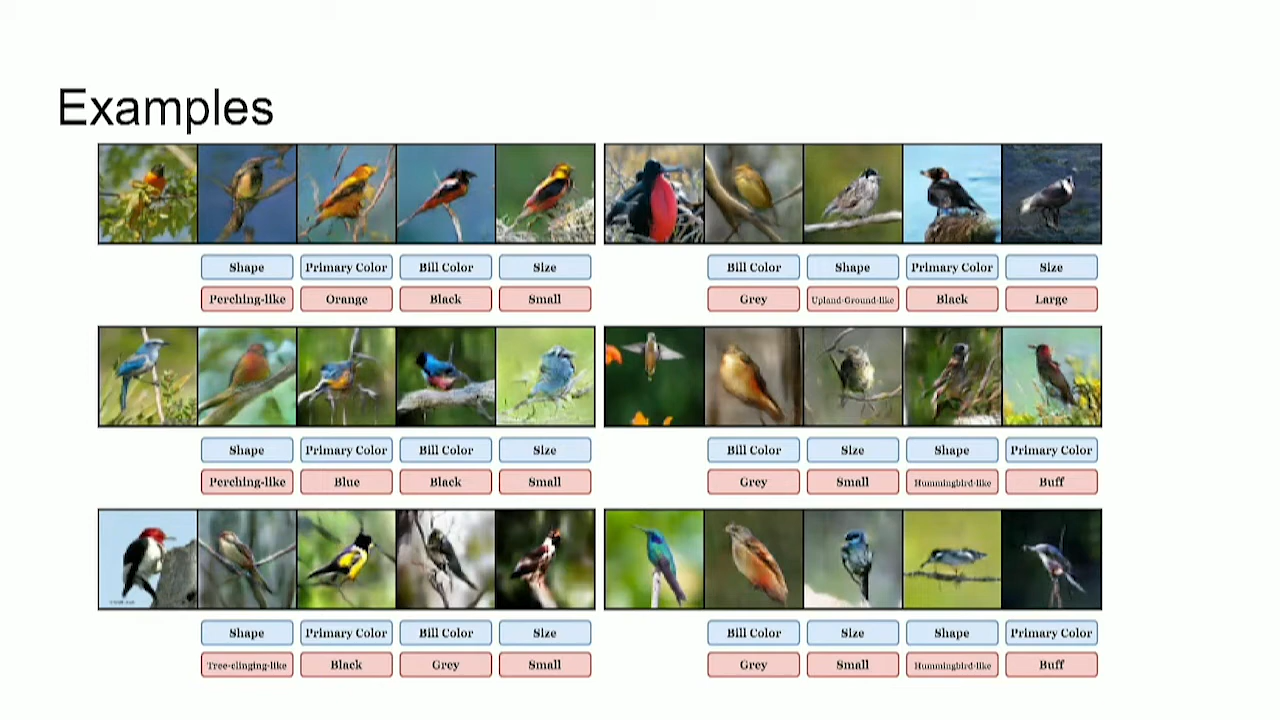 Examples
Shape Primary Color Bill Color Size
Perching-like Orange Black Small
Bill Color Shape Primary Color Size
Grey Upland-Ground-like Black Large
Shape Primary Color Bill Color Size
Perching-like Blue Black Small
Bill Color Size Shape Primary Color
Grey Small Hummingbird-like Buff
Shape Primary Color Bill Color Size
Tree-clinging-like Black Grey Small
Bill Color Size Shape Primary Color
Grey Small Hummingbird-like Buff